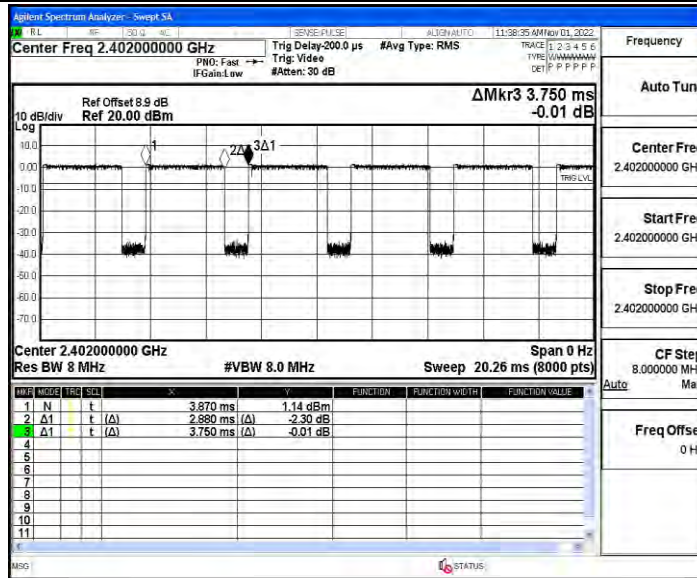 Agilent Spectrum Analyzer - Swept SA
RL RF 50 Ω AC SENSE:PULSE ALIGN AUTO 11:38:35 AM Nov 01, 2022
Center Freq 2.402000000 GHz
PNO: Fast
IFGain:Low
Trig Delay-200.0 µs
Trig: Video
#Atten: 30 dB
#Avg Type: RMS
TRACE 1 2 3 4 5 6
TYPE WWWWWW
DET P P P P P P
Ref Offset 8.9 dB
10 dB/div Ref 20.00 dBm
ΔMkr3 3.750 ms
-0.01 dB
Log
10.0
0.00
-10.0
-20.0
-30.0
-40.0
-50.0
-60.0
-70.0
1
2Δ1
3Δ1
TRIG LVL
Center 2.402000000 GHz Span 0 Hz
Res BW 8 MHz #VBW 8.0 MHz Sweep 20.26 ms (8000 pts)
MKR MODE TRC SCL X Y FUNCTION FUNCTION WIDTH FUNCTION VALUE
1 N t 3.870 ms 1.14 dBm
2 Δ1 t (Δ) 2.880 ms (Δ) -2.30 dB
3 Δ1 t (Δ) 3.750 ms (Δ) -0.01 dB
4
5
6
7
8
9
10
11
MSG STATUS
Frequency
Auto Tun
Center Fre
2.402000000 GH
Start Fre
2.402000000 GH
Stop Fre
2.402000000 GH
CF Step
8.000000 MH
Auto Ma
Freq Offse
0 H